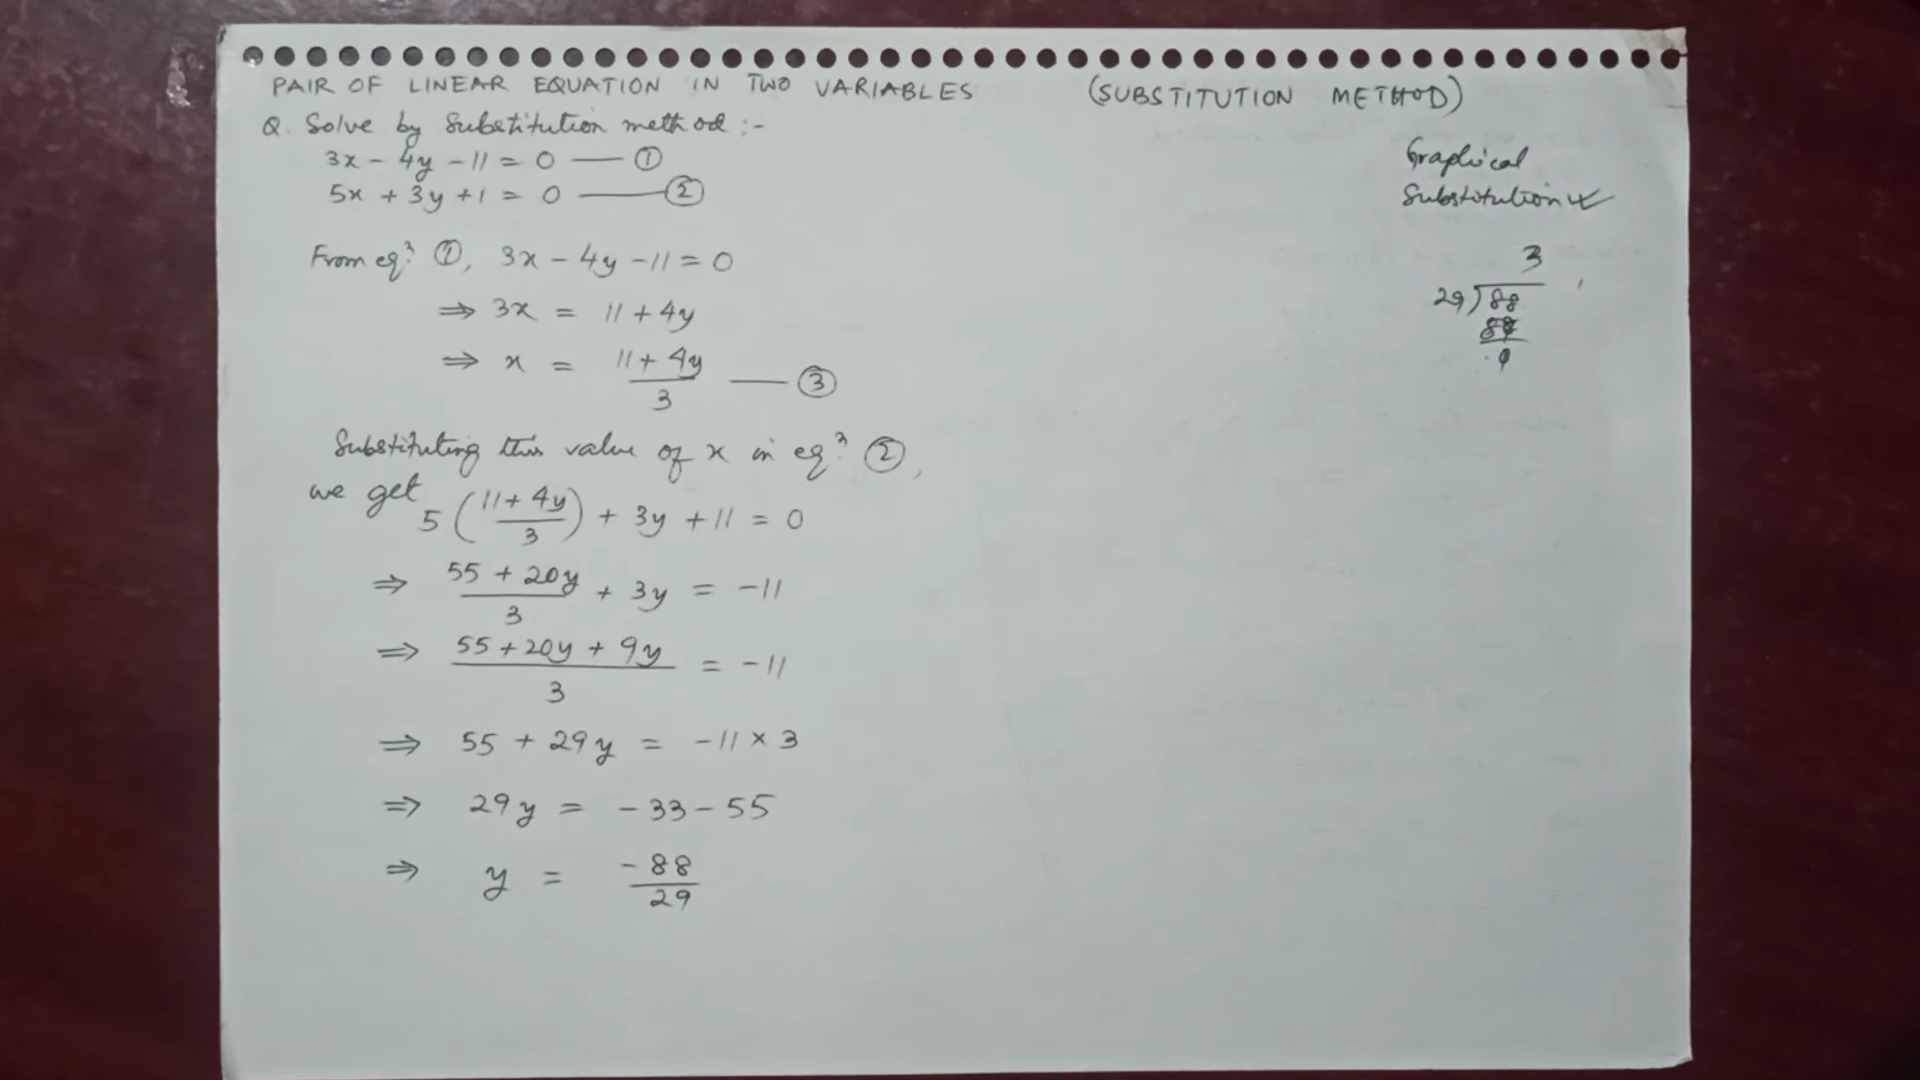 PAIR OF LINEAR EQUATION IN TWO VARIABLES (SUBSTITUTION METHOD)
Q. Solve by Substitution method :-
3x - 4y - 11 = 0 — ①
5x + 3y + 1 = 0 — ②
Graphical
Substitution ✓
From eqⁿ ①, 3x - 4y - 11 = 0
⇒ 3x = 11 + 4y
⇒ x = (11 + 4y)/3 — ③
3
29)88
87
1
Substituting this value of x in eqⁿ ②,
we get
5((11 + 4y)/3) + 3y + 11 = 0
⇒ (55 + 20y)/3 + 3y = -11
⇒ (55 + 20y + 9y)/3 = -11
⇒ 55 + 29y = -11 × 3
⇒ 29y = -33 - 55
⇒ y = -88/29